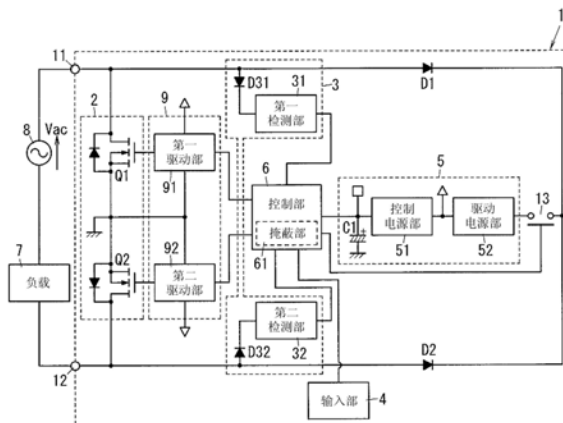 1
11
D31
31
第一
检测部
3
D1
2
9
8
Vac
第一
驱动部
Q1
91
6
控制部
掩蔽部
61
5
C1
+
控制
电源部
51
驱动
电源部
52
13
Q2
92
第二
驱动部
7
负载
第二
检测部
D32
32
D2
12
输入部
4